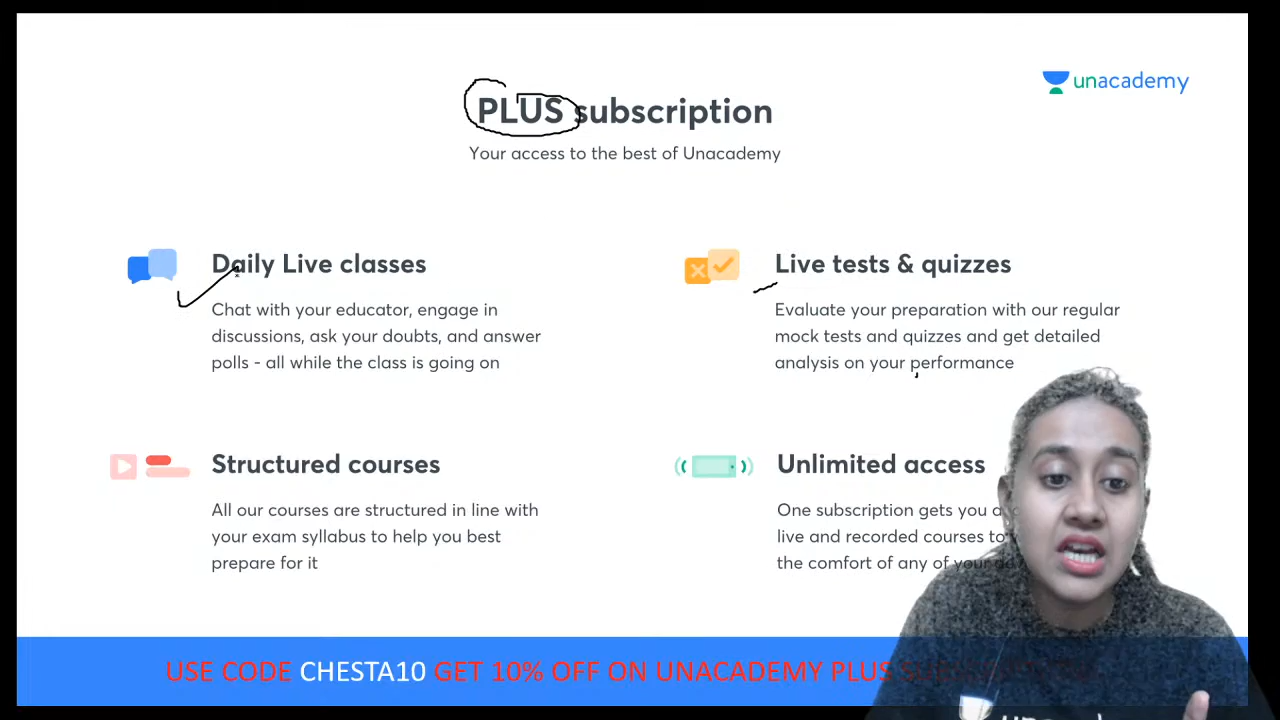 unacademy
PLUS subscription
Your access to the best of Unacademy
Daily Live classes
Chat with your educator, engage in
discussions, ask your doubts, and answer
polls - all while the class is going on
Live tests & quizzes
Evaluate your preparation with our regular
mock tests and quizzes and get detailed
analysis on your performance
Structured courses
All our courses are structured in line with
your exam syllabus to help you best
prepare for it
Unlimited access
One subscription gets you
live and recorded courses to
the comfort of any of your
USE CODE CHESTA10 GET 10% OFF ON UNACADEMY PLUS